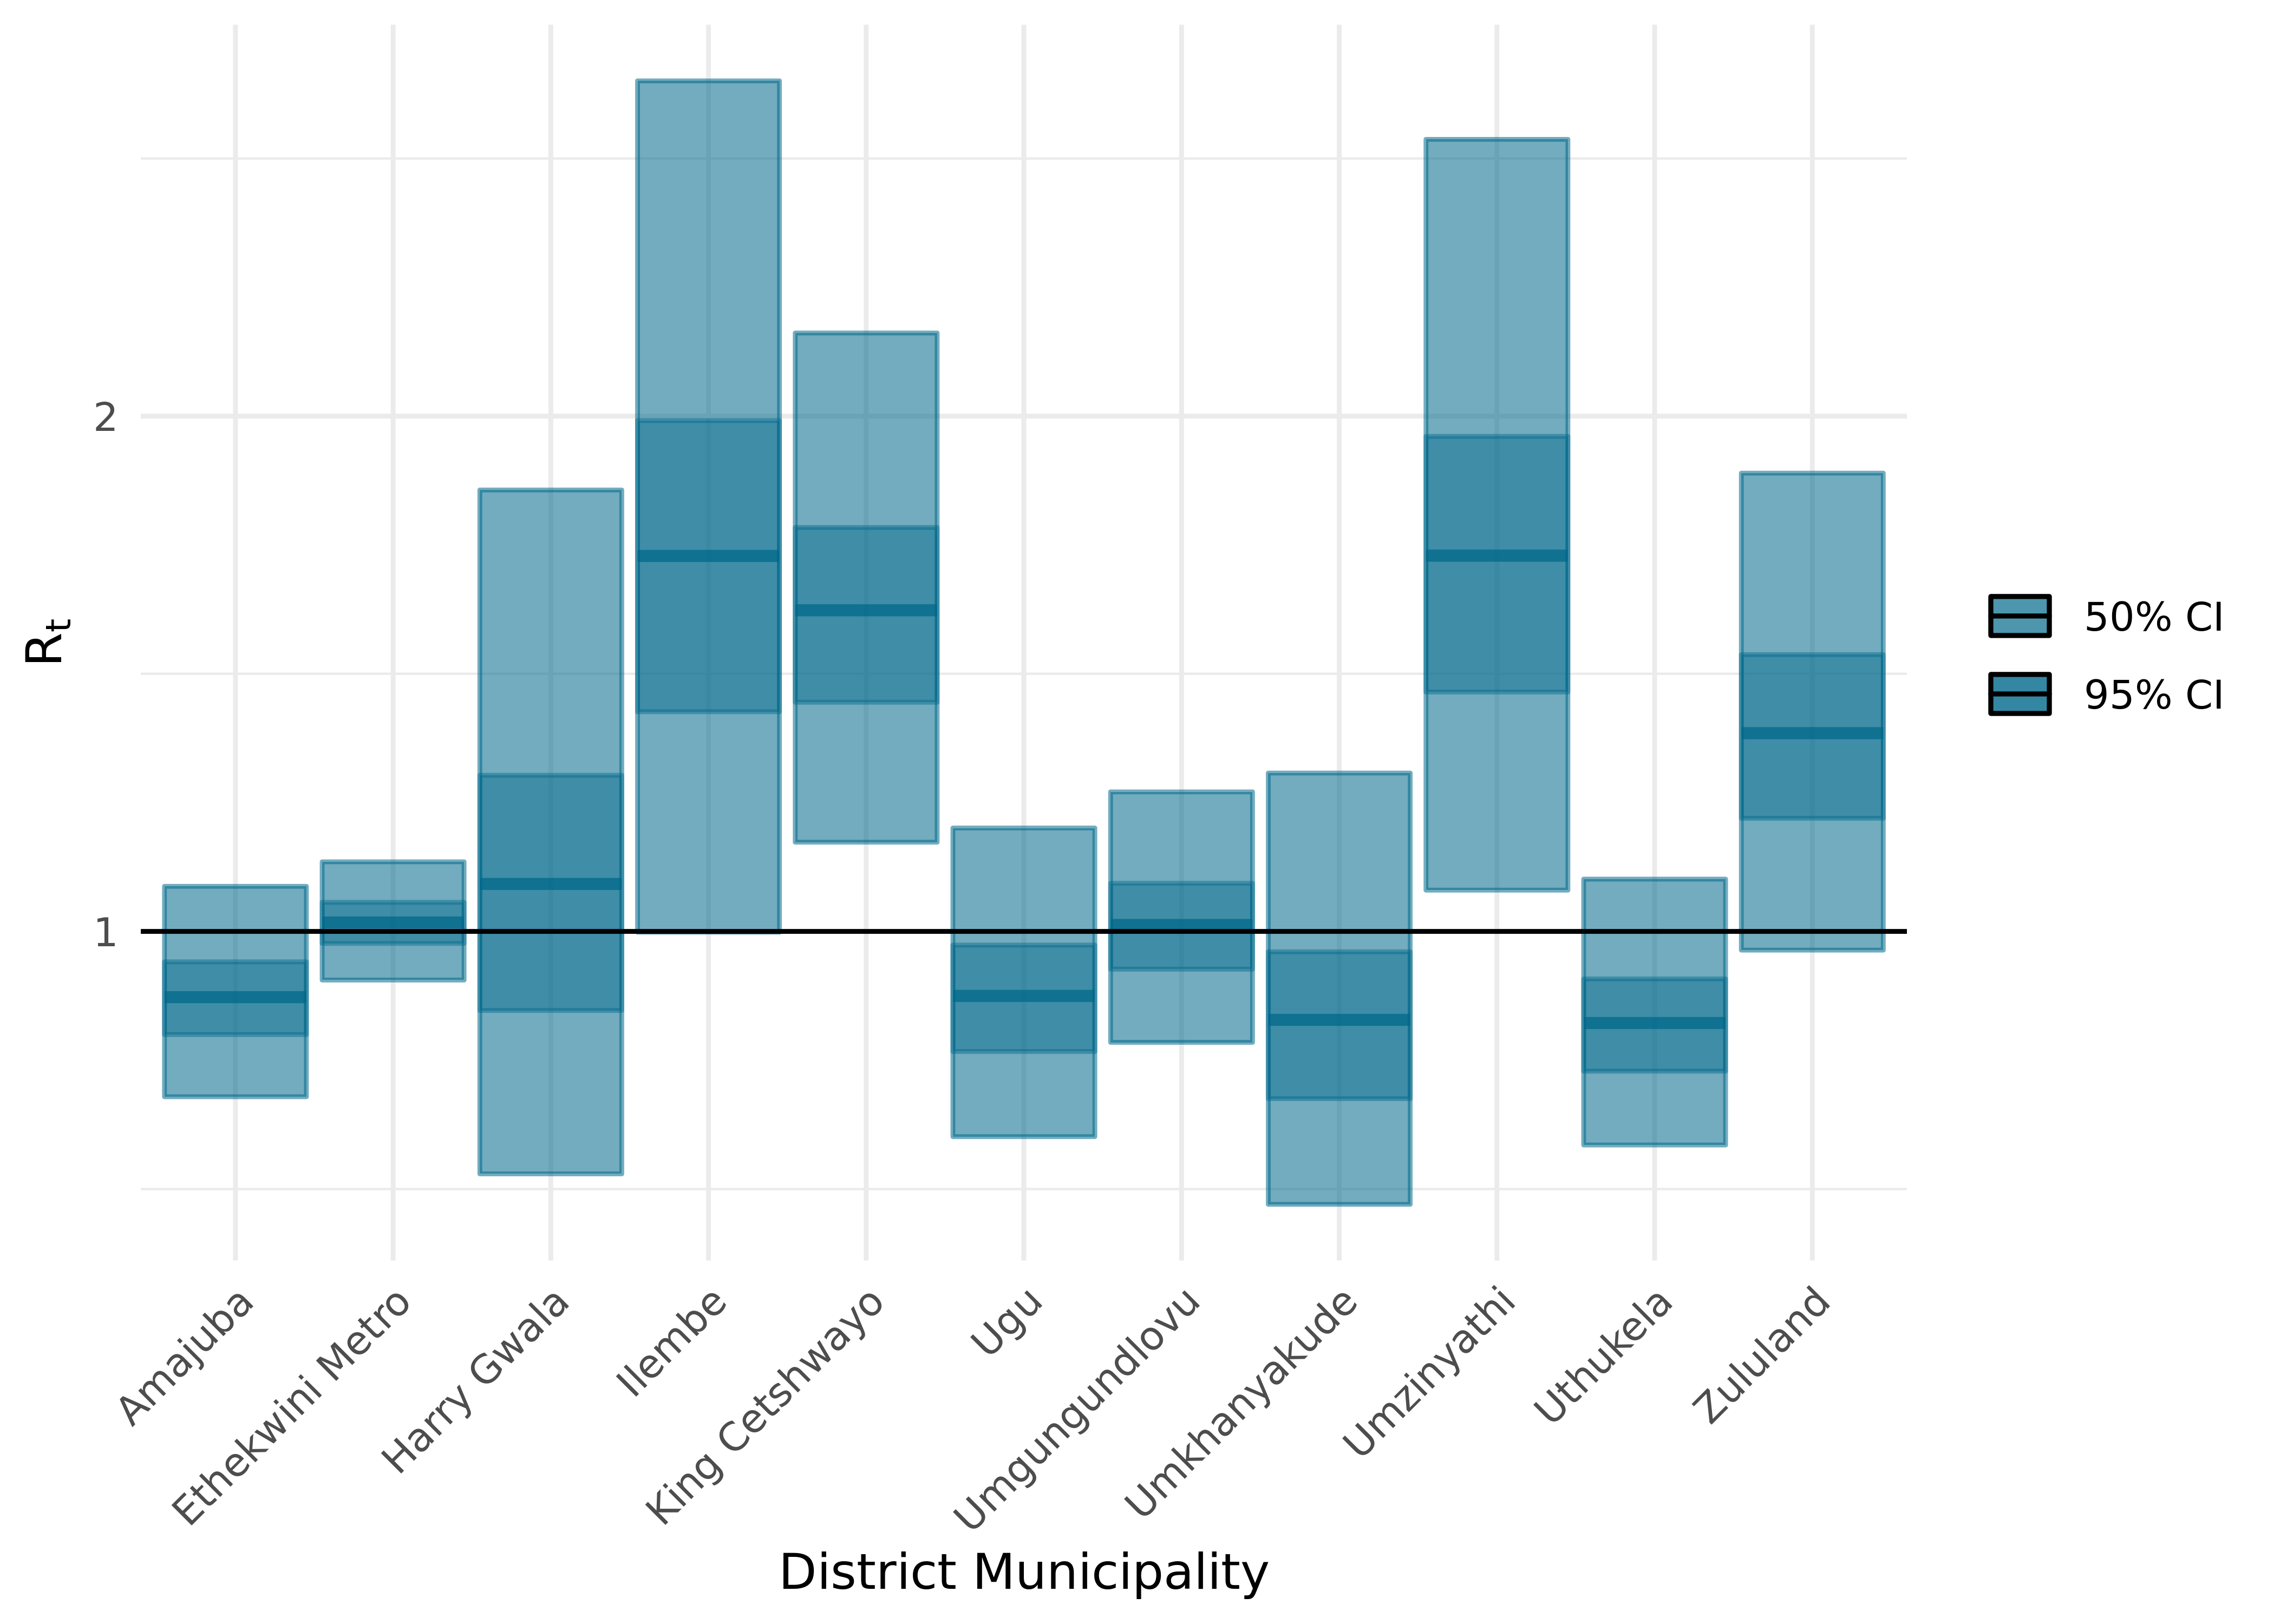 2
1
Rt
50% CI
95% CI
Amajuba
Ethekwini Metro
Harry Gwala
Ilembe
King Cetshwayo
Ugu
Umgungundlovu
Umkhanyakude
Umzinyathi
Uthukela
Zululand
District Municipality